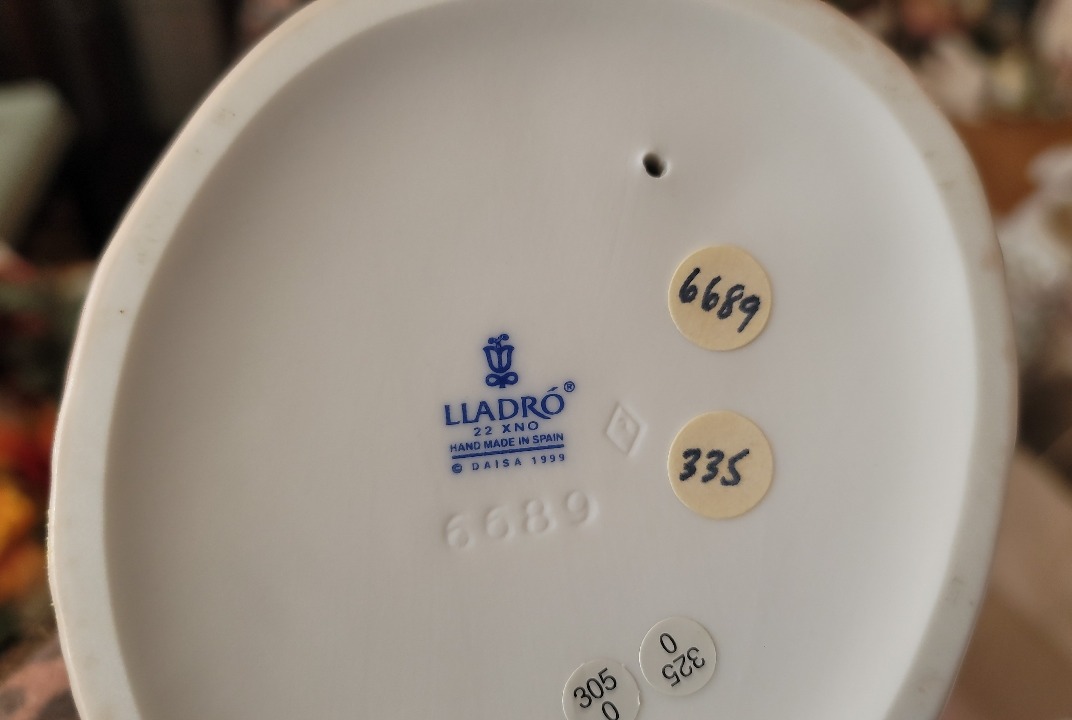 6689
LLADRÓ®
22 XNO
HAND MADE IN SPAIN
© DAISA 1999
335
6689
0
325
305
0